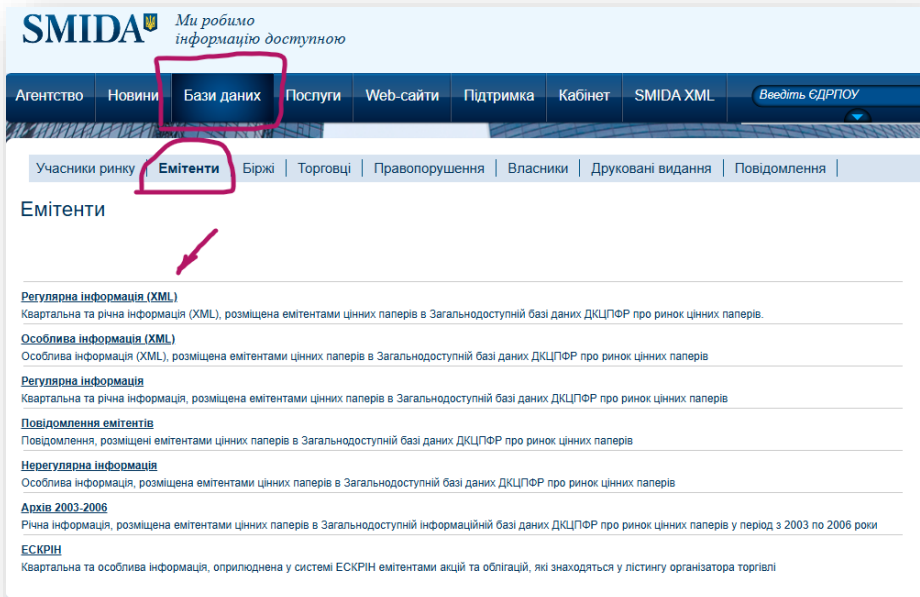 SMIDA
Ми робимо
інформацію доступною
Агентство Новини Бази даних Послуги Web-сайти Підтримка Кабінет SMIDA XML Введіть ЄДРПОУ
Учасники ринку Емітенти Біржі Торговці Правопорушення Власники Друковані видання Повідомлення
Емітенти
Регулярна інформація (XML)
Квартальна та річна інформація (XML), розміщена емітентами цінних паперів в Загальнодоступній базі даних ДКЦПФР про ринок цінних паперів.
Особлива інформація (XML)
Особлива інформація (XML), розміщена емітентами цінних паперів в Загальнодоступній базі даних ДКЦПФР про ринок цінних паперів
Регулярна інформація
Квартальна та річна інформація, розміщена емітентами цінних паперів в Загальнодоступній базі даних ДКЦПФР про ринок цінних паперів
Повідомлення емітентів
Повідомлення, розміщені емітентами цінних паперів в Загальнодоступній базі даних ДКЦПФР про ринок цінних паперів
Нерегулярна інформація
Особлива інформація, розміщена емітентами цінних паперів в Загальнодоступній базі даних ДКЦПФР про ринок цінних паперів
Архів 2003-2006
Річна інформація, розміщена емітентами цінних паперів в Загальнодоступній інформаційній базі даних ДКЦПФР про ринок цінних паперів у період з 2003 по 2006 роки
ЕСКРІН
Квартальна та особлива інформація, оприлюднена у системі ЕСКРІН емітентами акцій та облігацій, які знаходяться у лістингу організатора торгівлі